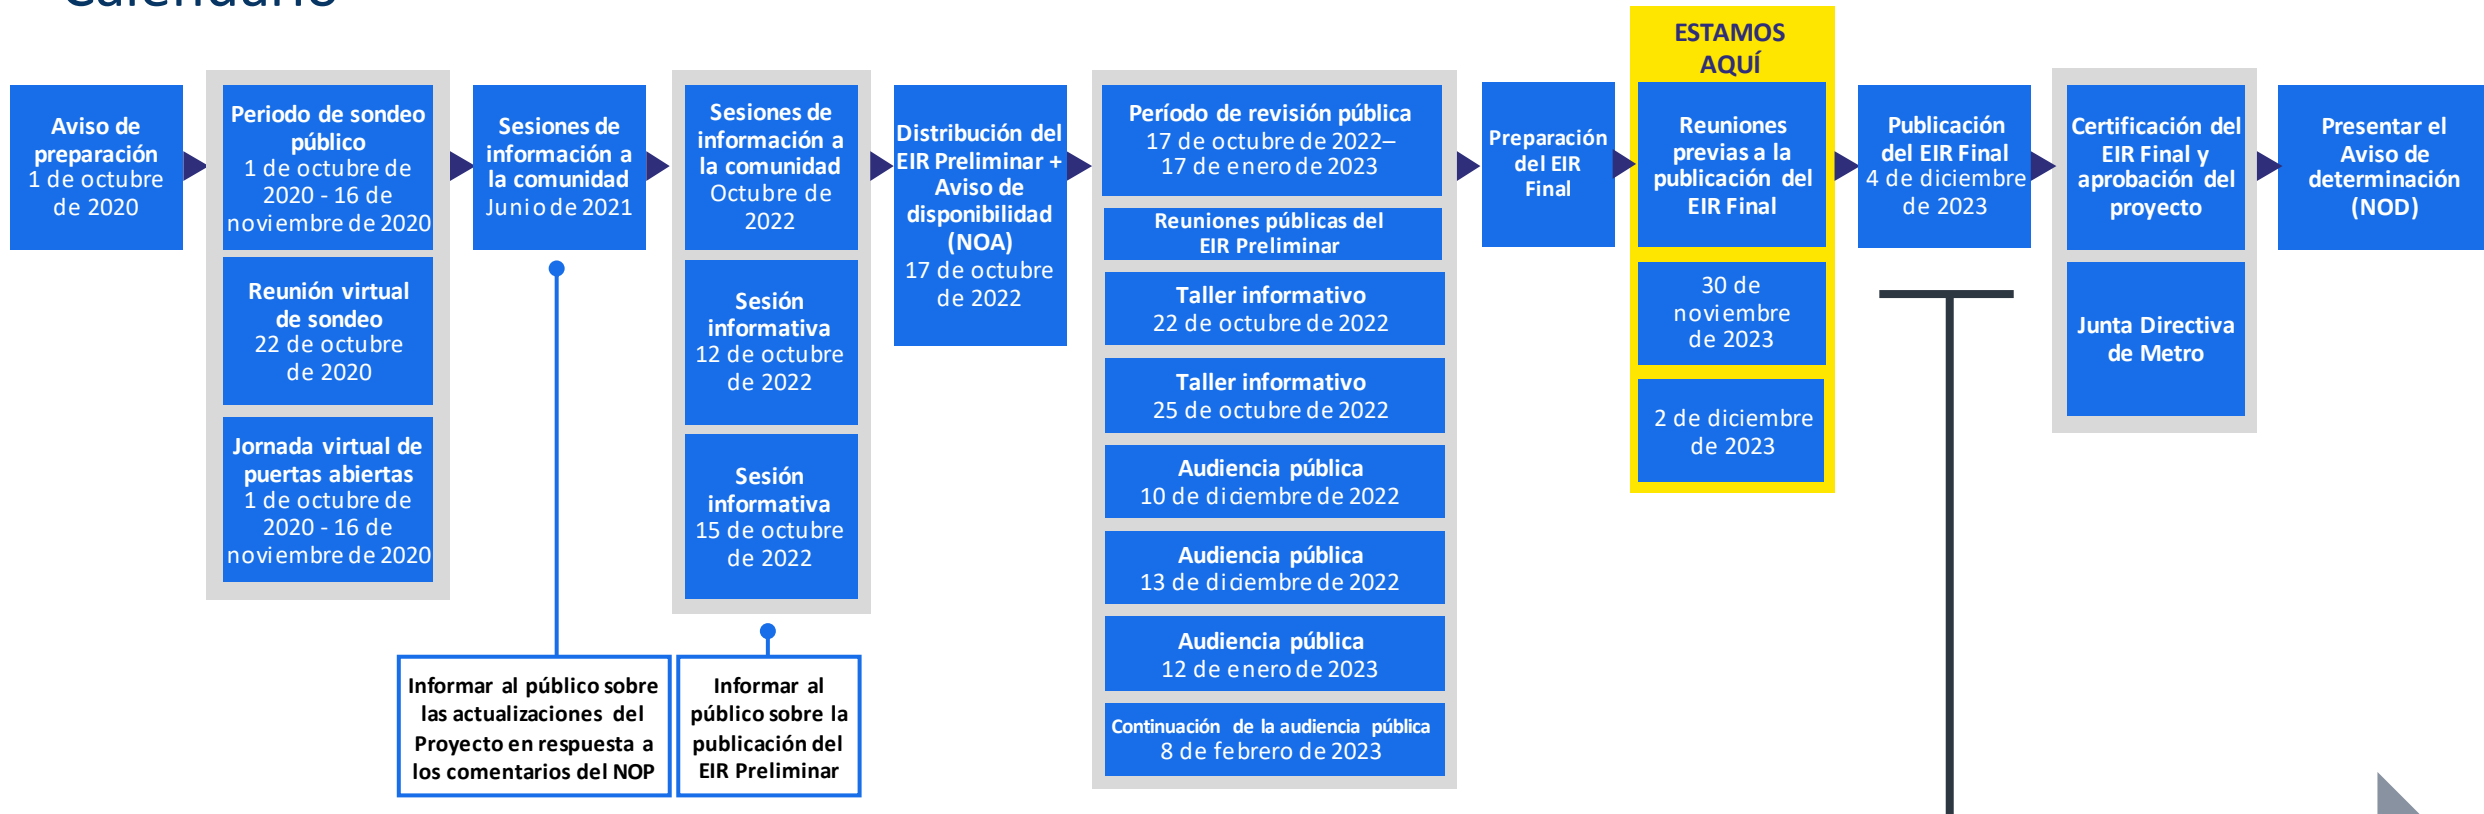 Calendario
Aviso de
preparación
1 de octubre
de 2020
Periodo de sondeo
público
1 de octubre de
2020 - 16 de
noviembre de 2020
Reunión virtual
de sondeo
22 de octubre
de 2020
Jornada virtual de
puertas abiertas
1 de octubre de
2020 - 16 de
noviembre de 2020
Sesiones de
información a
la comunidad
Junio de 2021
Informar al público sobre
las actualizaciones del
Proyecto en respuesta a
los comentarios del NOP
Sesiones de
información a
la comunidad
Octubre de
2022
Sesión
informativa
12 de octubre
de 2022
Sesión
informativa
15 de octubre
de 2022
Informar al
público sobre la
publicación del
EIR Preliminar
Distribución del
EIR Preliminar +
Aviso de
disponibilidad
(NOA)
17 de octubre
de 2022
Período de revisión pública
17 de octubre de 2022–
17 de enero de 2023
Reuniones públicas del
EIR Preliminar
Taller informativo
22 de octubre de 2022
Taller informativo
25 de octubre de 2022
Audiencia pública
10 de diciembre de 2022
Audiencia pública
13 de diciembre de 2022
Audiencia pública
12 de enero de 2023
Continuación de la audiencia pública
8 de febrero de 2023
Preparación
del EIR
Final
ESTAMOS
AQUÍ
Reuniones
previas a la
publicación del
EIR Final
30 de
noviembre
de 2023
2 de diciembre
de 2023
Publicación
del EIR Final
4 de diciembre
de 2023
Certificación del
EIR Final y
aprobación del
proyecto
Junta Directiva
de Metro
Presentar el
Aviso de
determinación
(NOD)